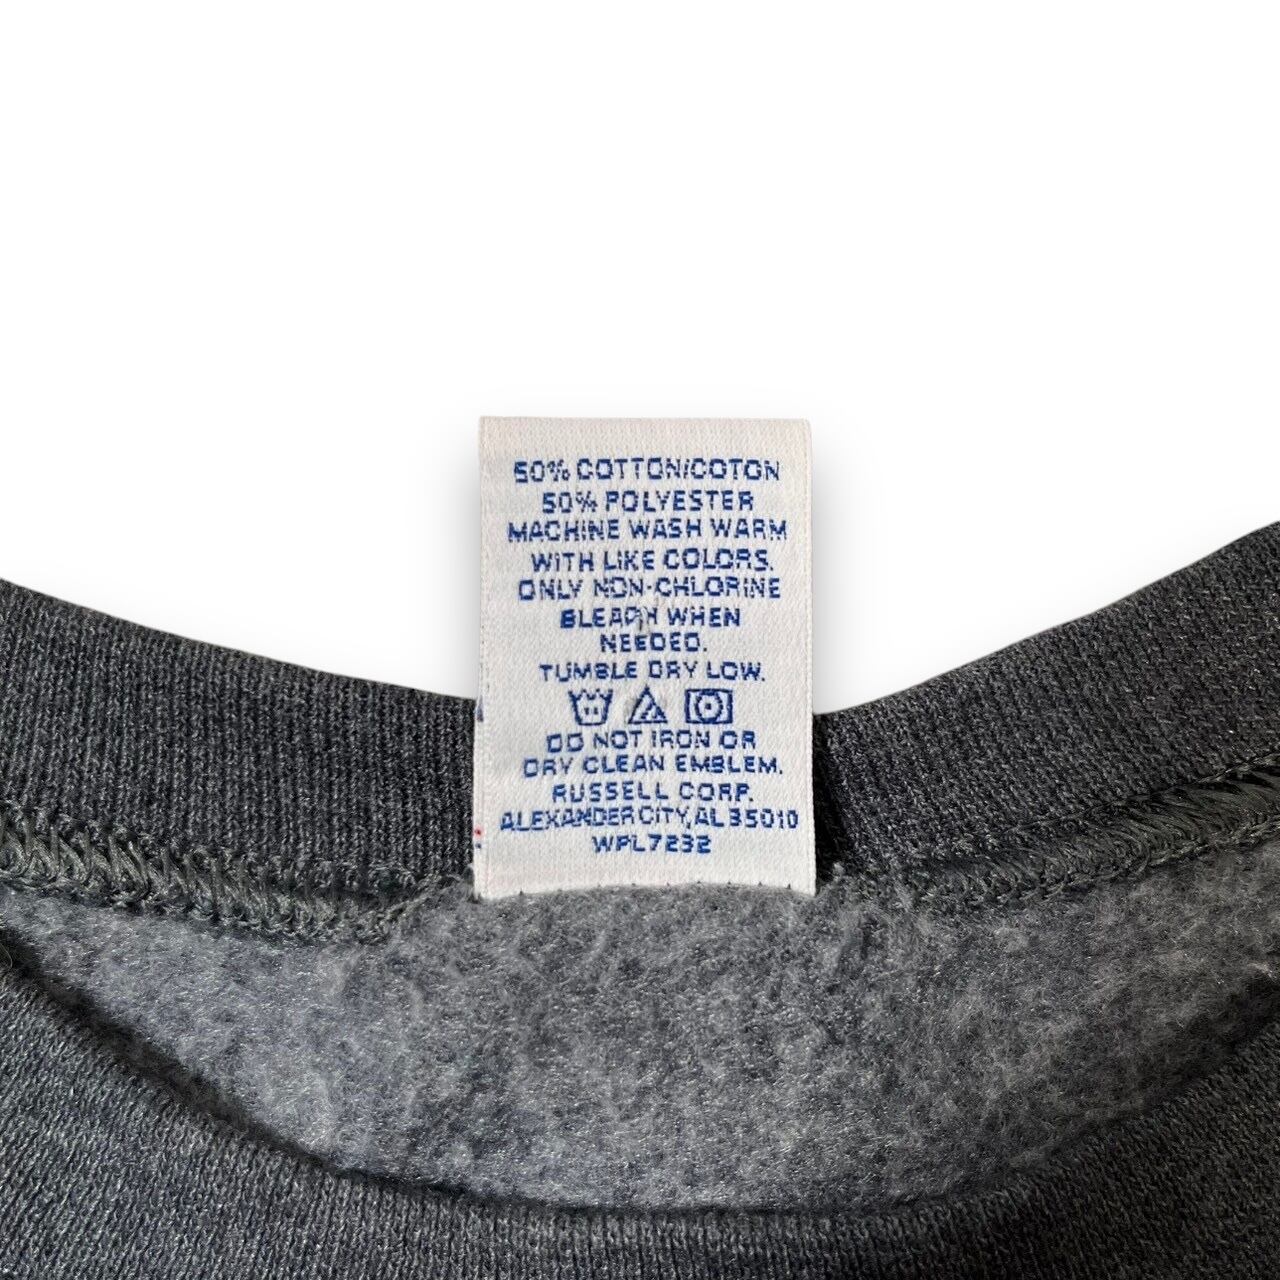 50% COTTON/COTON
50% POLYESTER
MACHINE WASH WARM
WITH LIKE COLORS.
ONLY NON-CHLORINE
BLEACH WHEN
NEEDED.
TUMBLE DRY LOW.
DO NOT IRON OR
DRY CLEAN EMBLEM.
RUSSELL CORP.
ALEXANDER CITY, AL 35010
WPL7232